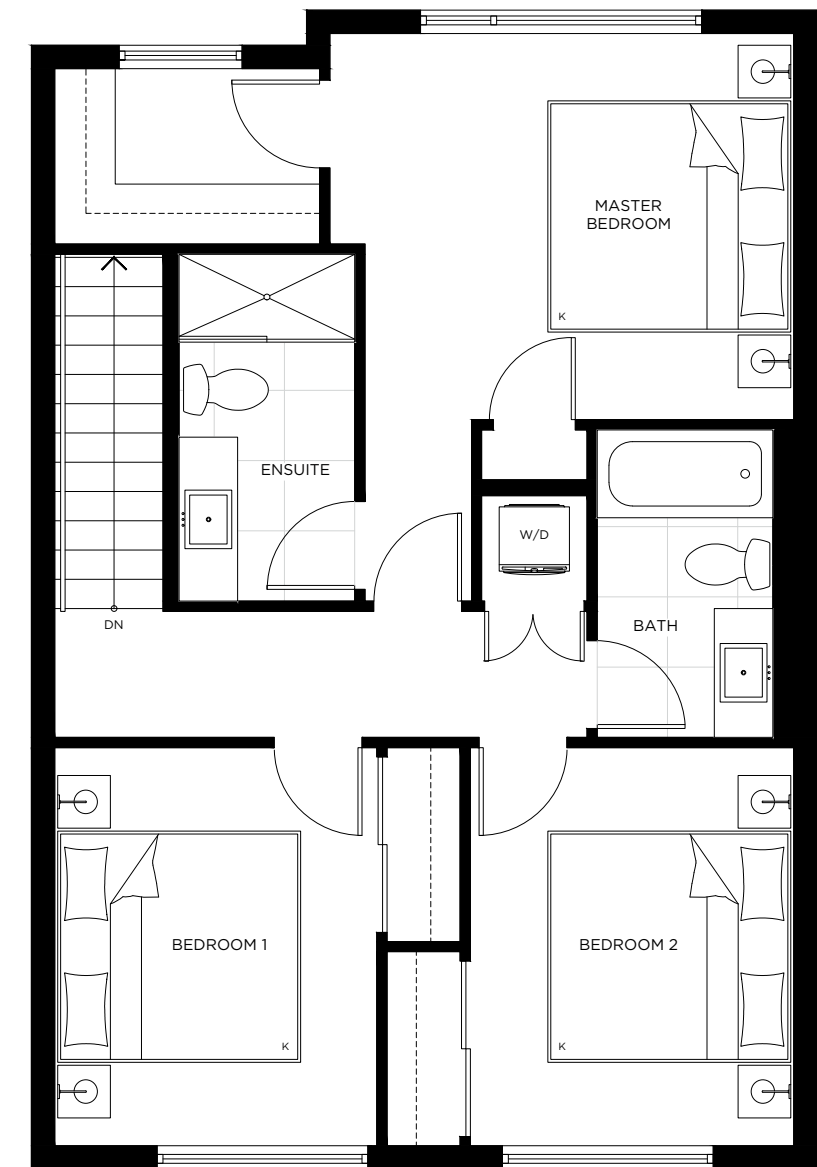 MASTER
BEDROOM
K
ENSUITE
W/D
DN
BATH
BEDROOM 1
BEDROOM 2
K
K